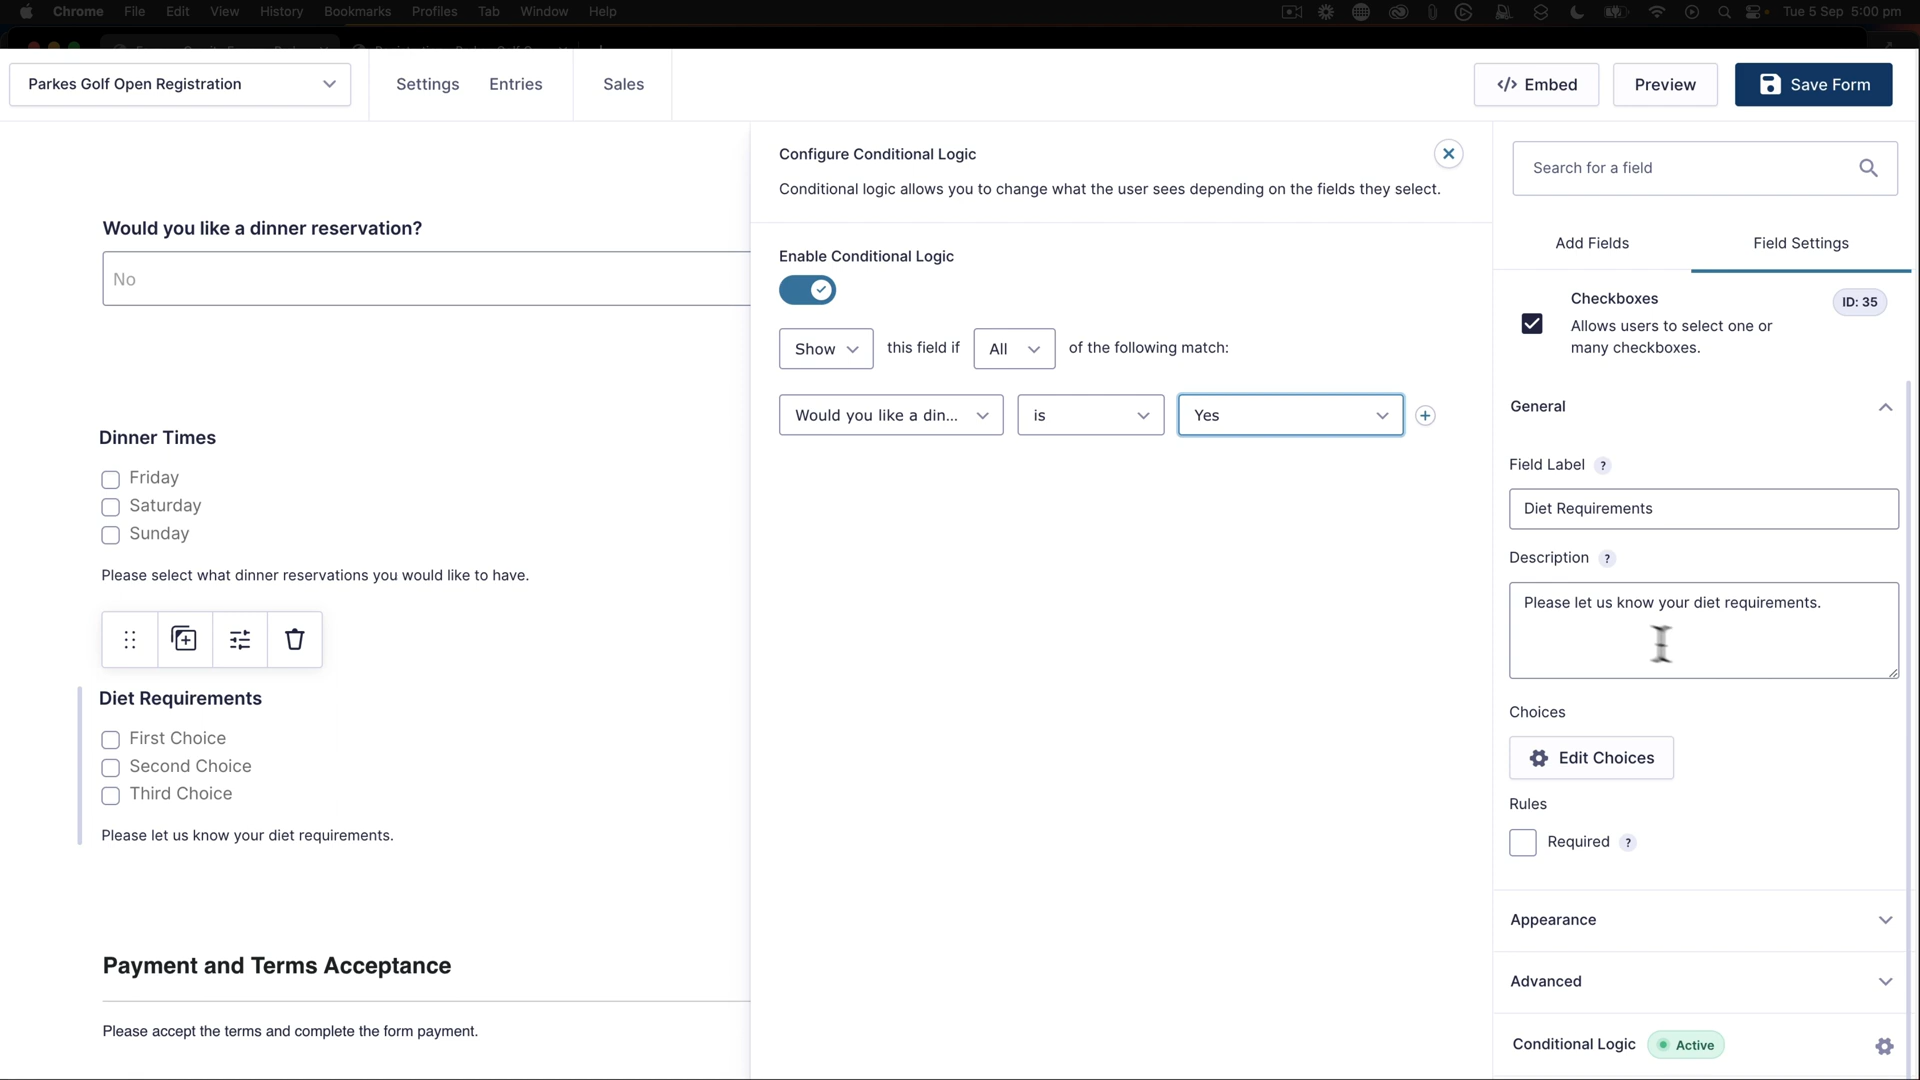 Chrome File Edit View History Bookmarks Profiles Tab Window Help Tue 5 Sep 5:00 pm
Parkes Golf Open Registration
Settings Entries Sales
</> Embed Preview Save Form
Would you like a dinner reservation?
No
Dinner Times
Friday
Saturday
Sunday
Please select what dinner reservations you would like to have.
Diet Requirements
First Choice
Second Choice
Third Choice
Please let us know your diet requirements.
Payment and Terms Acceptance
Please accept the terms and complete the form payment.
Configure Conditional Logic
Conditional logic allows you to change what the user sees depending on the fields they select.
Enable Conditional Logic
Show this field if All of the following match:
Would you like a din... is Yes
Search for a field
Add Fields Field Settings
Checkboxes ID: 35
Allows users to select one or
many checkboxes.
General
Field Label ?
Diet Requirements
Description ?
Please let us know your diet requirements.
Choices
Edit Choices
Rules
Required ?
Appearance
Advanced
Conditional Logic Active